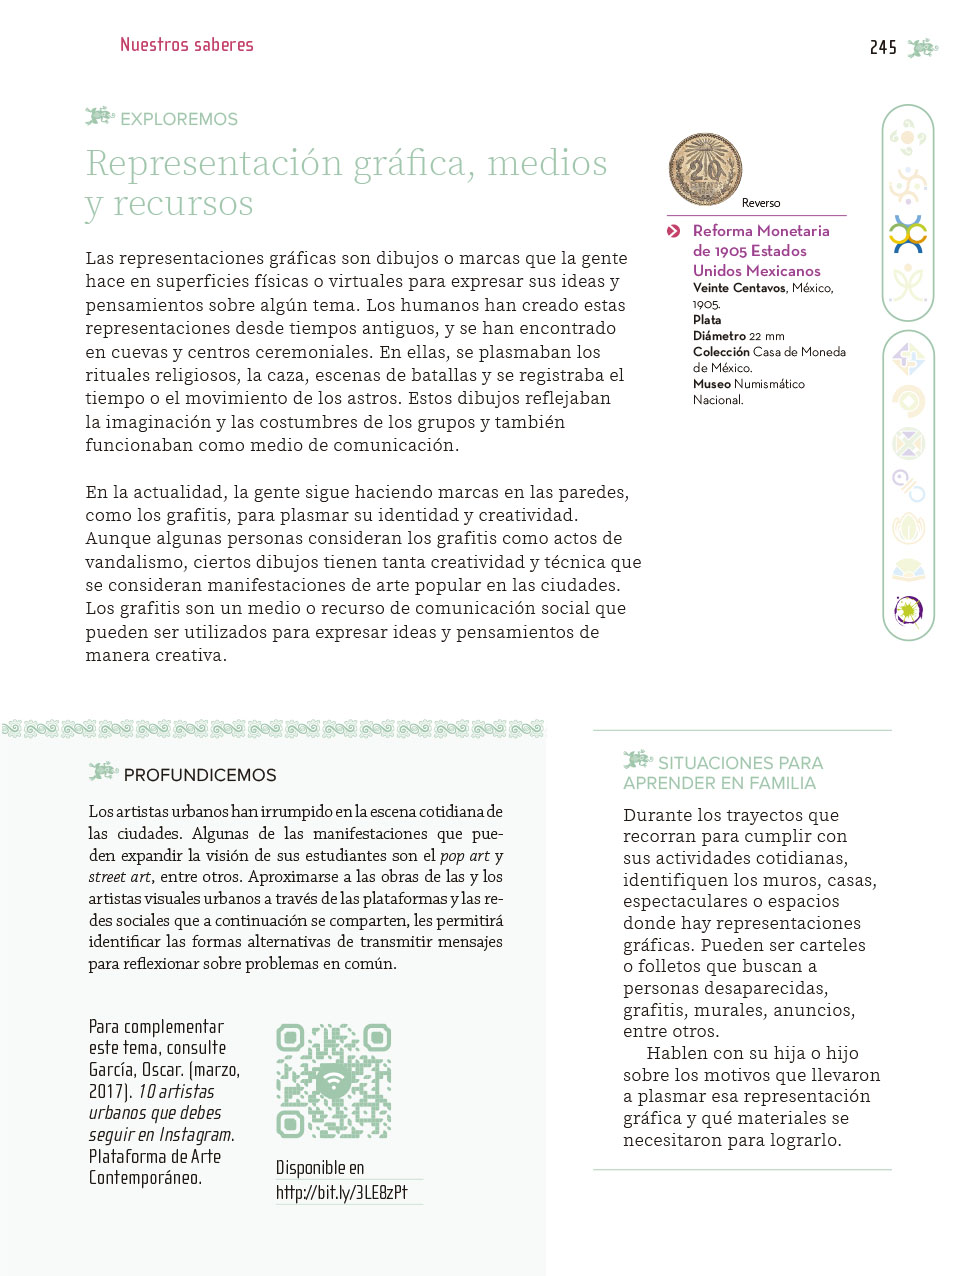 Nuestros saberes
245
EXPLOREMOS
Representación gráfica, medios
y recursos
Las representaciones gráficas son dibujos o marcas que la gente
hace en superficies físicas o virtuales para expresar sus ideas y
pensamientos sobre algún tema. Los humanos han creado estas
representaciones desde tiempos antiguos, y se han encontrado
en cuevas y centros ceremoniales. En ellas, se plasmaban los
rituales religiosos, la caza, escenas de batallas y se registraba el
tiempo o el movimiento de los astros. Estos dibujos reflejaban
la imaginación y las costumbres de los grupos y también
funcionaban como medio de comunicación.
En la actualidad, la gente sigue haciendo marcas en las paredes,
como los grafitis, para plasmar su identidad y creatividad.
Aunque algunas personas consideran los grafitis como actos de
vandalismo, ciertos dibujos tienen tanta creatividad y técnica que
se consideran manifestaciones de arte popular en las ciudades.
Los grafitis son un medio o recurso de comunicación social que
pueden ser utilizados para expresar ideas y pensamientos de
manera creativa.
20
Reverso
Reforma Monetaria
de 1905 Estados
Unidos Mexicanos
Veinte Centavos, México,
1905.
Plata
Diámetro 22 mm
Colección Casa de Moneda
de México.
Museo Numismático
Nacional.
PROFUNDICEMOS
Los artistas urbanos han irrumpido en la escena cotidiana de
las ciudades. Algunas de las manifestaciones que pue-
den expandir la visión de sus estudiantes son el pop art y
street art, entre otros. Aproximarse a las obras de las y los
artistas visuales urbanos a través de las plataformas y las re-
des sociales que a continuación se comparten, les permitirá
identificar las formas alternativas de transmitir mensajes
para reflexionar sobre problemas en común.
Para complementar
este tema, consulte
García, Oscar. (marzo,
2017). 10 artistas
urbanos que debes
seguir en Instagram.
Plataforma de Arte
Contemporáneo.
Disponible en
http://bit.ly/3LE8zPt
SITUACIONES PARA
APRENDER EN FAMILIA
Durante los trayectos que
recorran para cumplir con
sus actividades cotidianas,
identifiquen los muros, casas,
espectaculares o espacios
donde hay representaciones
gráficas. Pueden ser carteles
o folletos que buscan a
personas desaparecidas,
grafitis, murales, anuncios,
entre otros.
Hablen con su hija o hijo
sobre los motivos que llevaron
a plasmar esa representación
gráfica y qué materiales se
necesitaron para lograrlo.